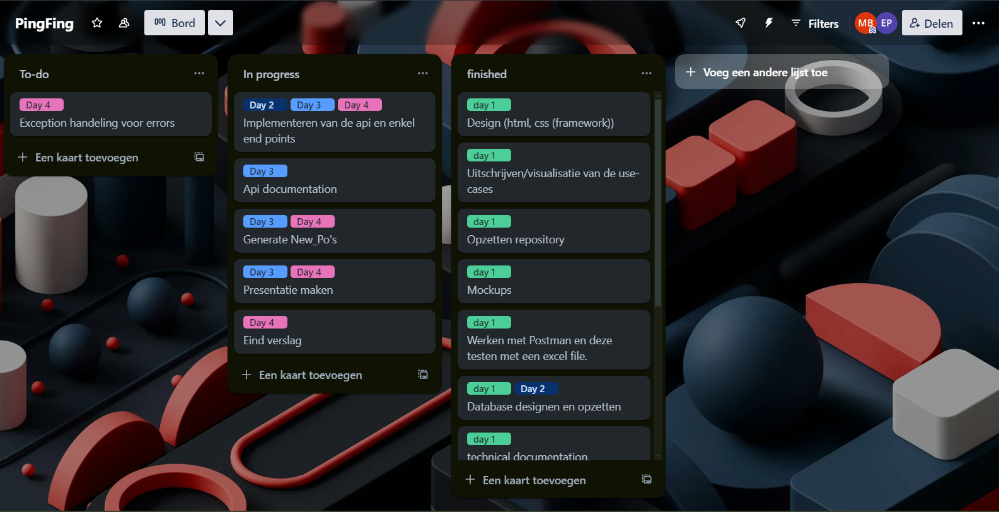 PingFing
Bord
Filters
MB
EP
Delen
To-do
Day 4
Exception handeling voor errors
Een kaart toevoegen
In progress
Day 2 Day 3 Day 4
Implementeren van de api en enkel
end points
Day 3
Api documentation
Day 3 Day 4
Generate New_Po's
Day 3 Day 4
Presentatie maken
Day 4
Eind verslag
Een kaart toevoegen
finished
day 1
Design (html, css (framework))
day 1
Uitschrijven/visualisatie van de use-
cases
day 1
Opzetten repository
day 1
Mockups
day 1
Werken met Postman en deze
testen met een excel file.
day 1 Day 2
Database designen en opzetten
day 1
technical documentation.
Een kaart toevoegen
Voeg een andere lijst toe